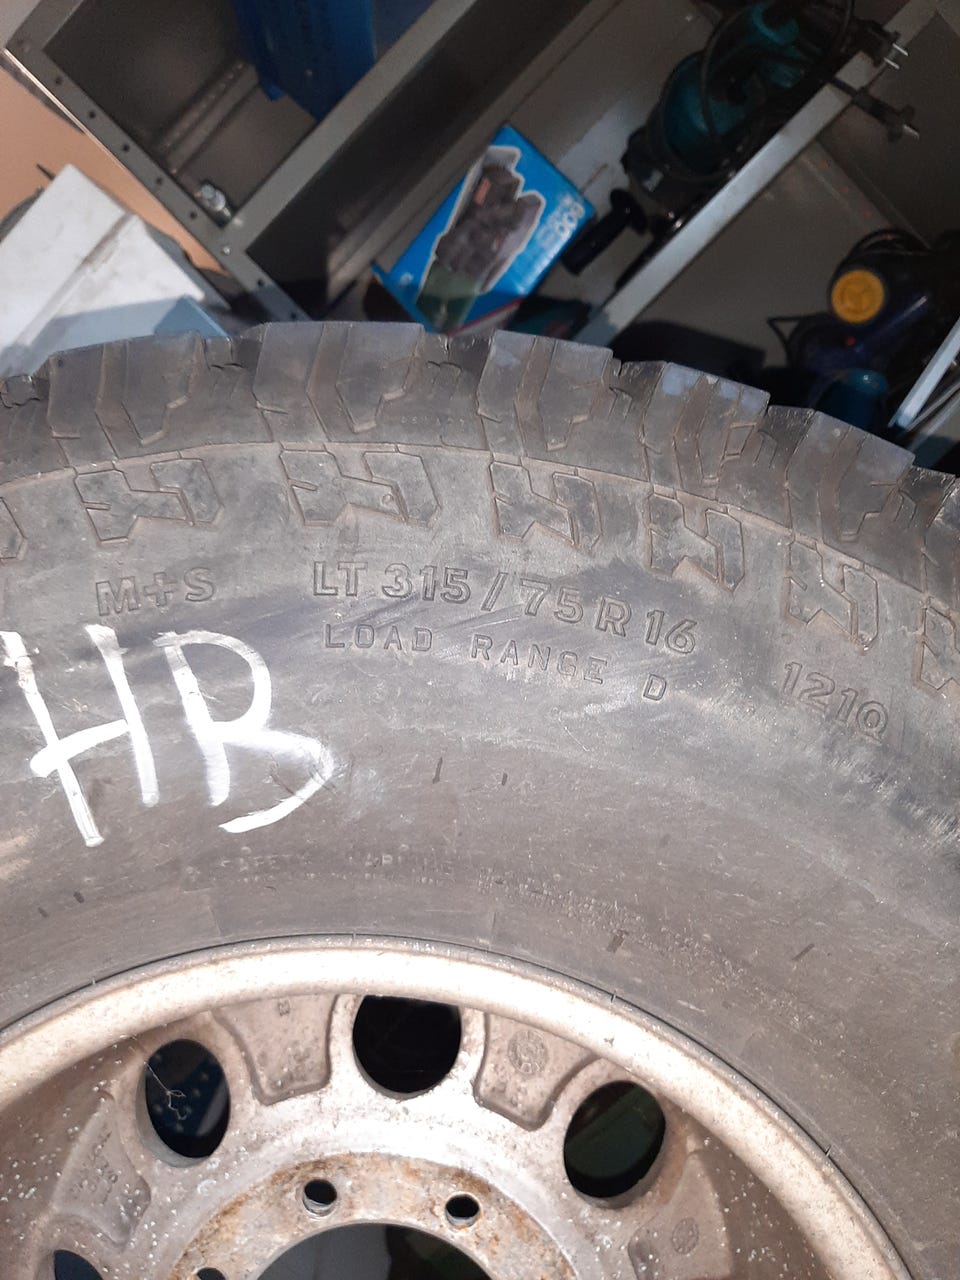 M+S
LT 315/75R16
LOAD RANGE D
121Q
HB